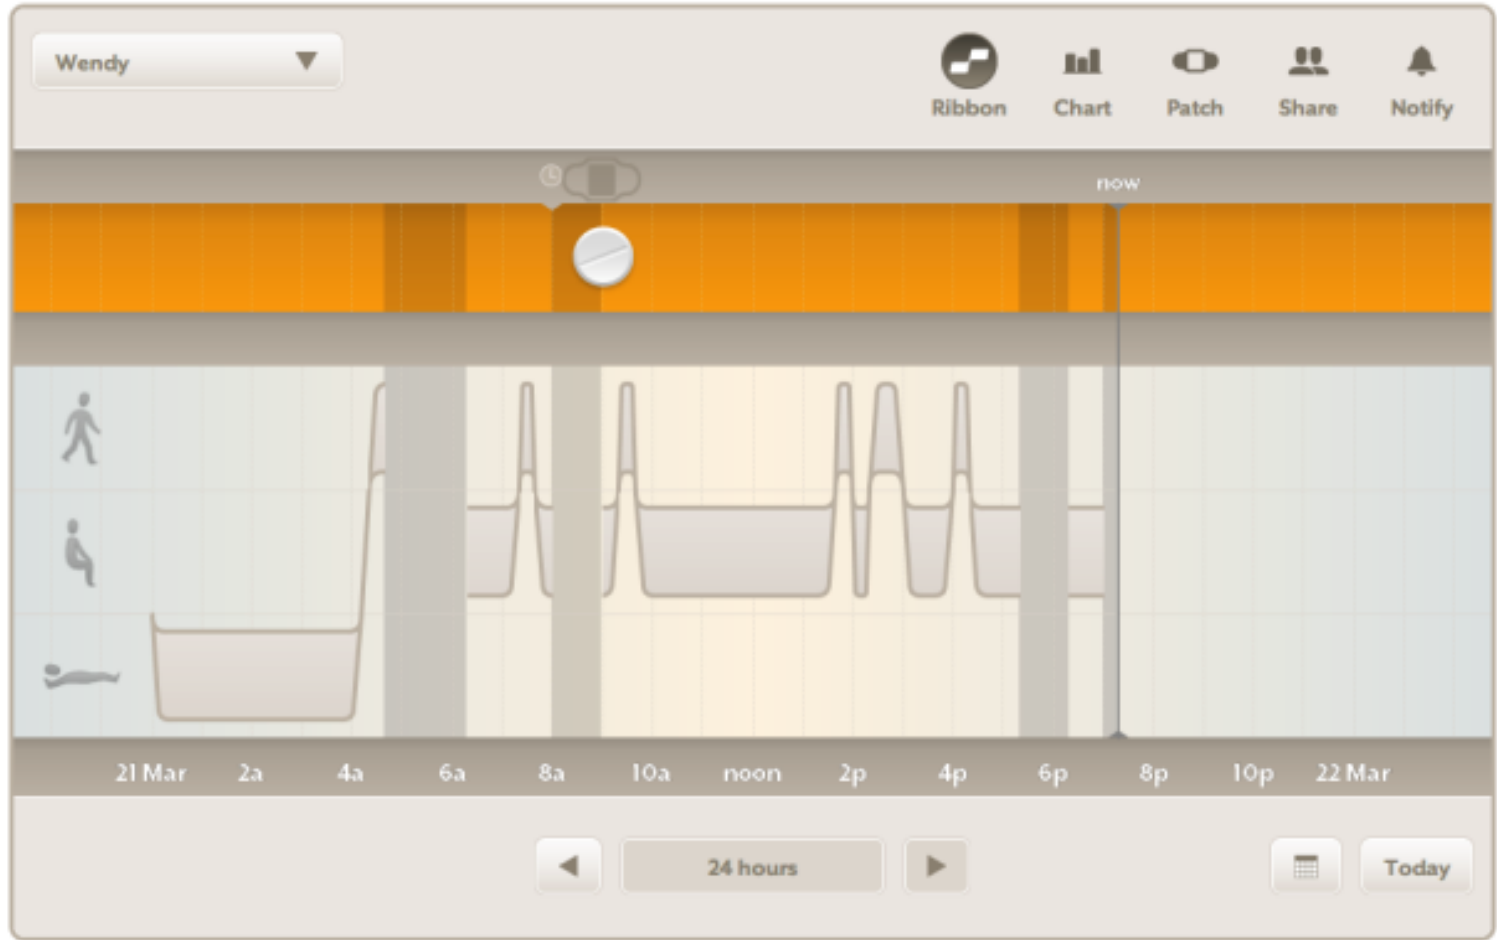 Wendy
Ribbon Chart Patch Share Notify
now
21 Mar 2a 4a 6a 8a 10a noon 2p 4p 6p 8p 10p 22 Mar
24 hours Today